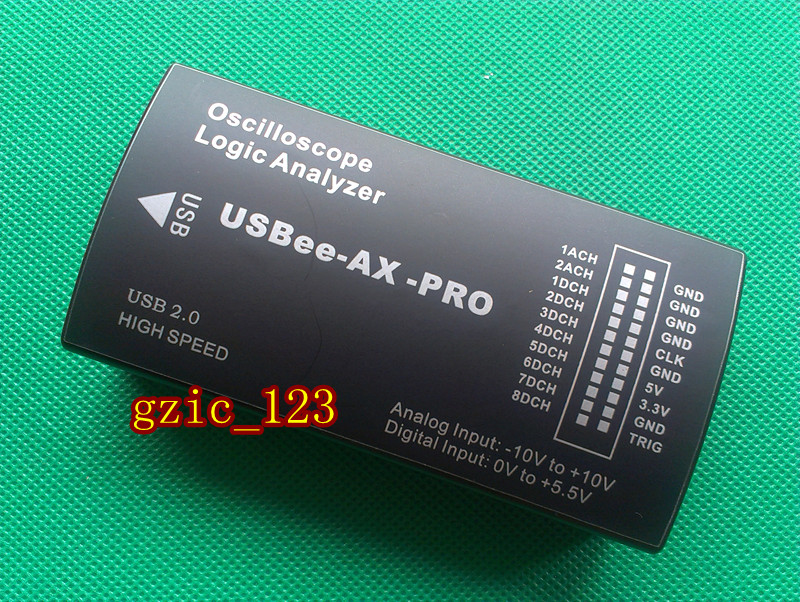 Oscilloscope
Logic Analyzer
USB
USBee-AX-PRO
USB 2.0
HIGH SPEED
1ACH
2ACH
1DCH
2DCH
3DCH
4DCH
5DCH
6DCH
7DCH
8DCH
GND
GND
GND
GND
CLK
GND
5V
3.3V
GND
TRIG
Analog Input: -10V to +10V
Digital Input: 0V to +5.5V
gzic_123